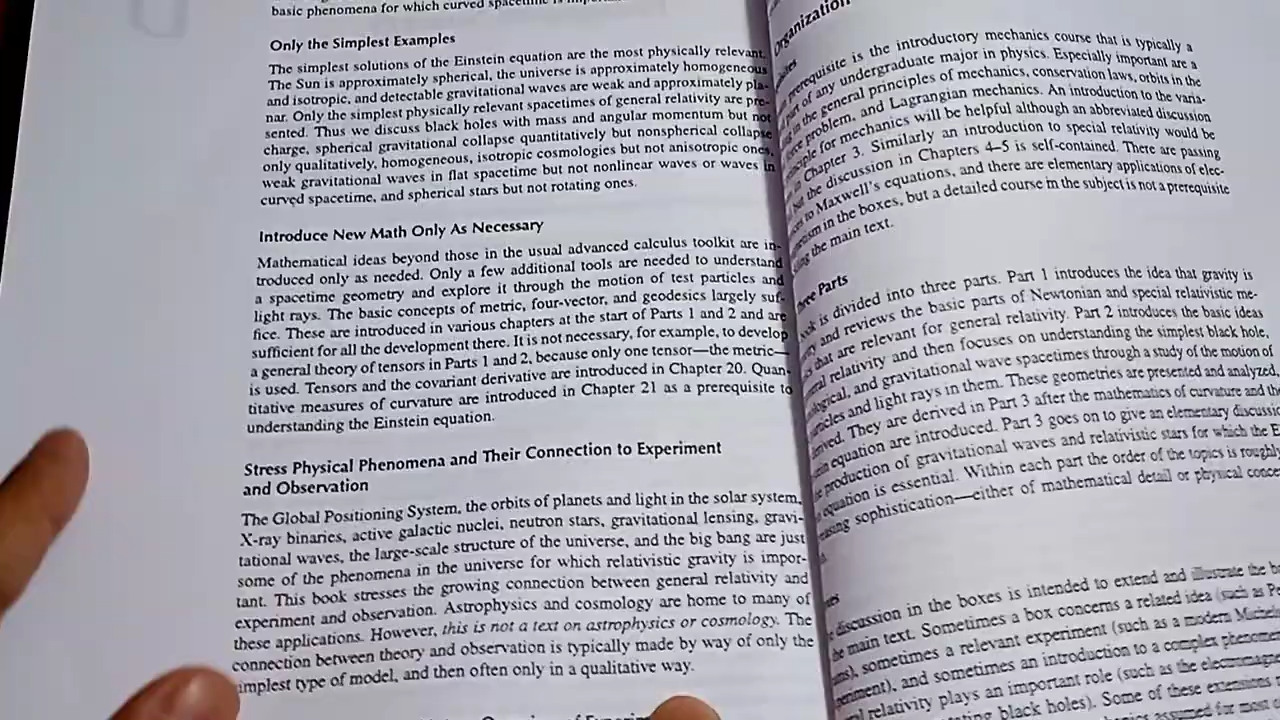 basic phenomena for which curved spacetime is
Only the Simplest Examples
The simplest solutions of the Einstein equation are the most physically relevant.
The Sun is approximately spherical, the universe is approximately homogeneous
and isotropic, and detectable gravitational waves are weak and approximately pla-
nar. Only the simplest physically relevant spacetimes of general relativity are pre-
sented. Thus we discuss black holes with mass and angular momentum but not
charge, spherical gravitational collapse quantitatively but nonspherical collapse
only qualitatively, homogeneous, isotropic cosmologies but not anisotropic ones,
weak gravitational waves in flat spacetime but not nonlinear waves or waves in
curved spacetime, and spherical stars but not rotating ones.
Introduce New Math Only As Necessary
Mathematical ideas beyond those in the usual advanced calculus toolkit are in-
troduced only as needed. Only a few additional tools are needed to understand
a spacetime geometry and explore it through the motion of test particles and
light rays. The basic concepts of metric, four-vector, and geodesics largely suf-
fice. These are introduced in various chapters at the start of Parts 1 and 2 and are
sufficient for all the development there. It is not necessary, for example, to develop
a general theory of tensors in Parts 1 and 2, because only one tensor—the metric—
is used. Tensors and the covariant derivative are introduced in Chapter 20. Quan-
titative measures of curvature are introduced in Chapter 21 as a prerequisite to
understanding the Einstein equation.
Stress Physical Phenomena and Their Connection to Experiment
and Observation
The Global Positioning System, the orbits of planets and light in the solar system,
X-ray binaries, active galactic nuclei, neutron stars, gravitational lensing, gravi-
tational waves, the large-scale structure of the universe, and the big bang are just
some of the phenomena in the universe for which relativistic gravity is impor-
tant. This book stresses the growing connection between general relativity and
experiment and observation. Astrophysics and cosmology are home to many of
these applications. However, this is not a text on astrophysics or cosmology. The
connection between theory and observation is typically made by way of only the
implest type of model, and then often only in a qualitative way.
Organization
prerequisite is the introductory mechanics course that is typically a
part of any undergraduate major in physics. Especially important are a
in the general principles of mechanics, conservation laws, orbits in the
problem, and Lagrangian mechanics. An introduction to the varia-
for mechanics will be helpful although an abbreviated discussion
in Chapter 3. Similarly an introduction to special relativity would be
but the discussion in Chapters 4–5 is self-contained. There are passing
to Maxwell's equations, and there are elementary applications of elec-
in the boxes, but a detailed course in the subject is not a prerequisite
the main text.
Parts
is divided into three parts. Part 1 introduces the idea that gravity is
and reviews the basic parts of Newtonian and special relativistic me-
that are relevant for general relativity. Part 2 introduces the basic ideas
relativity and then focuses on understanding the simplest black hole,
and gravitational wave spacetimes through a study of the motion of
and light rays in them. These geometries are presented and analyzed,
They are derived in Part 3 after the mathematics of curvature and the
equation are introduced. Part 3 goes on to give an elementary
production of gravitational waves and relativistic stars for which the
equation is essential. Within each part the order of the topics is roughly
sophistication—either of mathematical detail or physical
discussion in the boxes is intended to extend and illustrate the
main text. Sometimes a box concerns a related idea (such as
sometimes a relevant experiment (such as a modern
and sometimes an introduction to a complex
relativity plays an important role (such as the
black holes). Some of these extensions